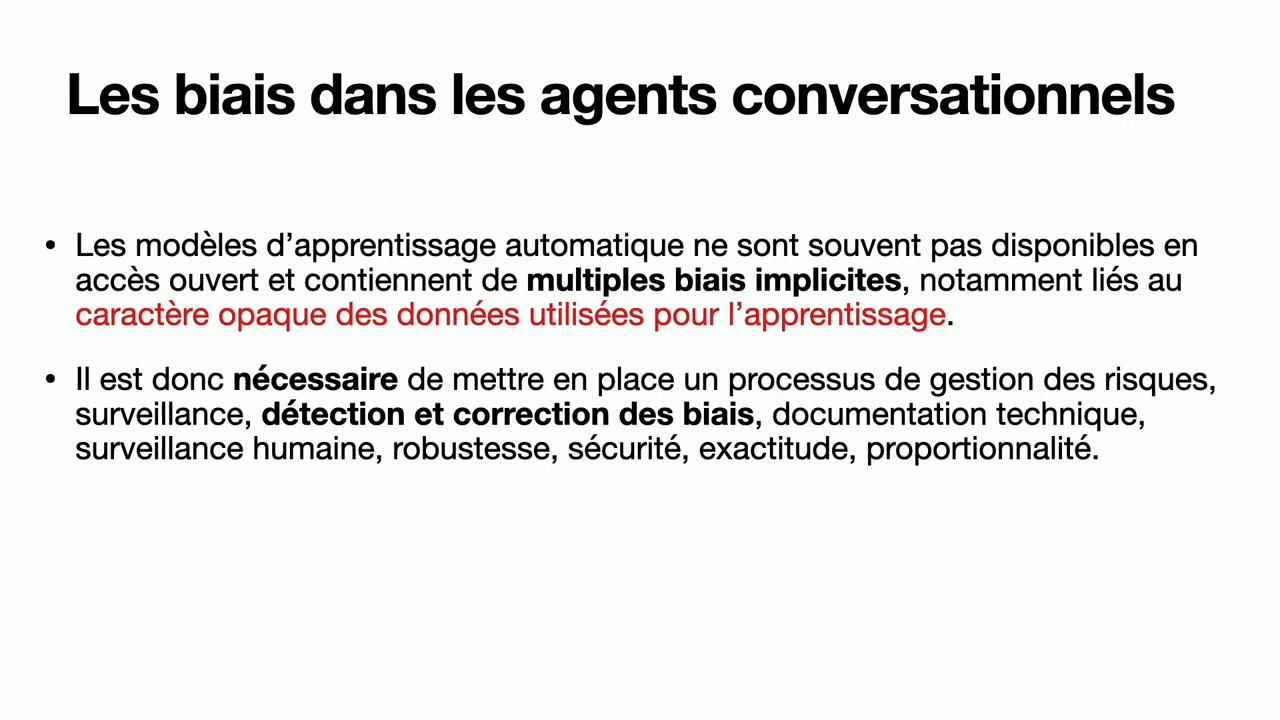 Les biais dans les agents conversationnels
• Les modèles d’apprentissage automatique ne sont souvent pas disponibles en
accès ouvert et contiennent de multiples biais implicites, notamment liés au
caractère opaque des données utilisées pour l’apprentissage.
• Il est donc nécessaire de mettre en place un processus de gestion des risques,
surveillance, détection et correction des biais, documentation technique,
surveillance humaine, robustesse, sécurité, exactitude, proportionnalité.